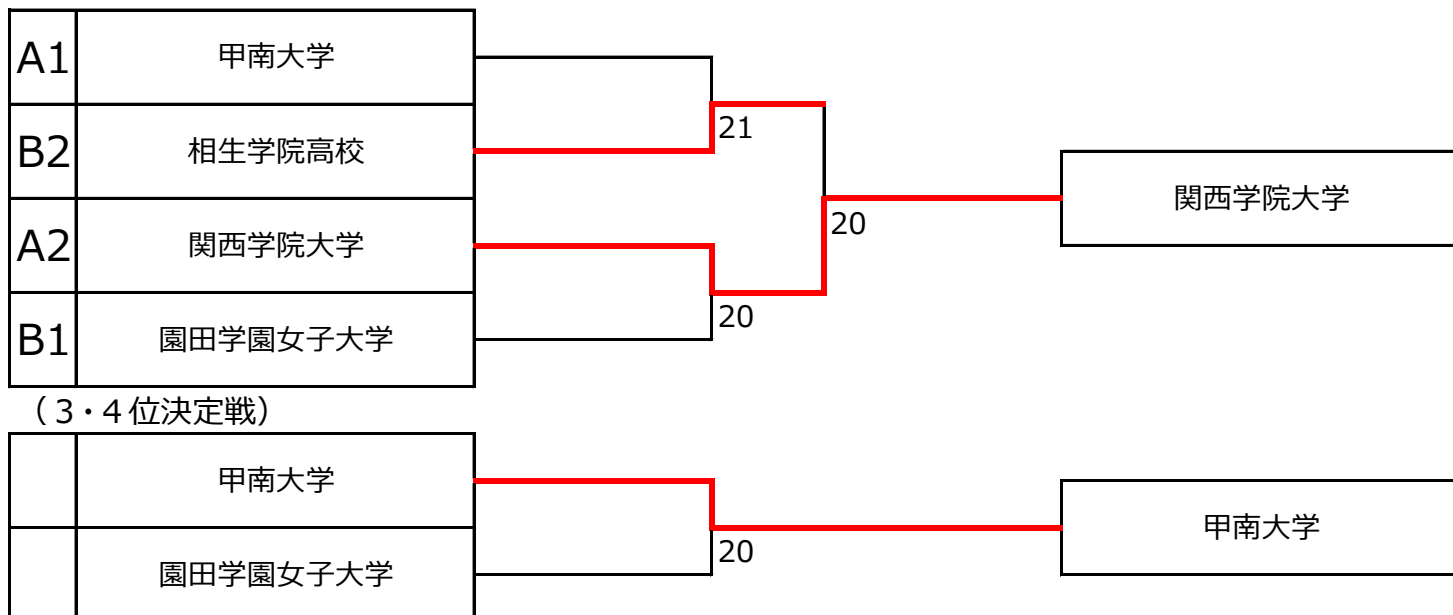 A1 甲南大学
21
B2 相生学院高校
関西学院大学
20
A2 関西学院大学
20
B1 園田学園女子大学
（３・４位決定戦）
甲南大学
甲南大学
20
園田学園女子大学